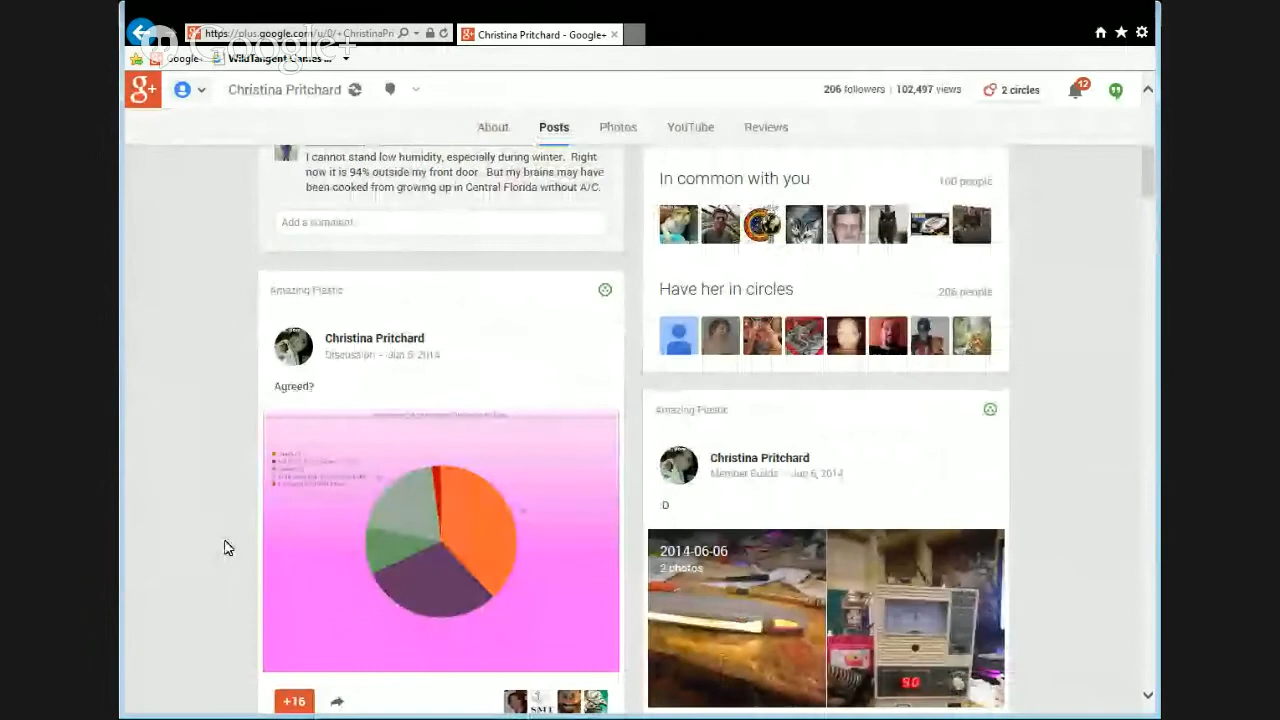 https://plus.google.com/u/0/+ChristinaPri
Christina Pritchard - Google+
Google+
Google+
WildTangent Games ...
g+
Christina Pritchard
206 followers | 102,497 views
2 circles
12
About
Posts
Photos
YouTube
Reviews
I cannot stand low humidity, especially during winter. Right
now it is 94% outside my front door But my brains may have
been cooked from growing up in Central Florida without A/C.
Add a comment
Amazing Plastic
Christina Pritchard
Discussion - Jun 5, 2014
Agreed?
+16
SMT
In common with you
100 people
Have her in circles
206 people
Amazing Plastic
Christina Pritchard
Member Builds - Jun 6, 2014
:D
2014-06-06
2 photos
90